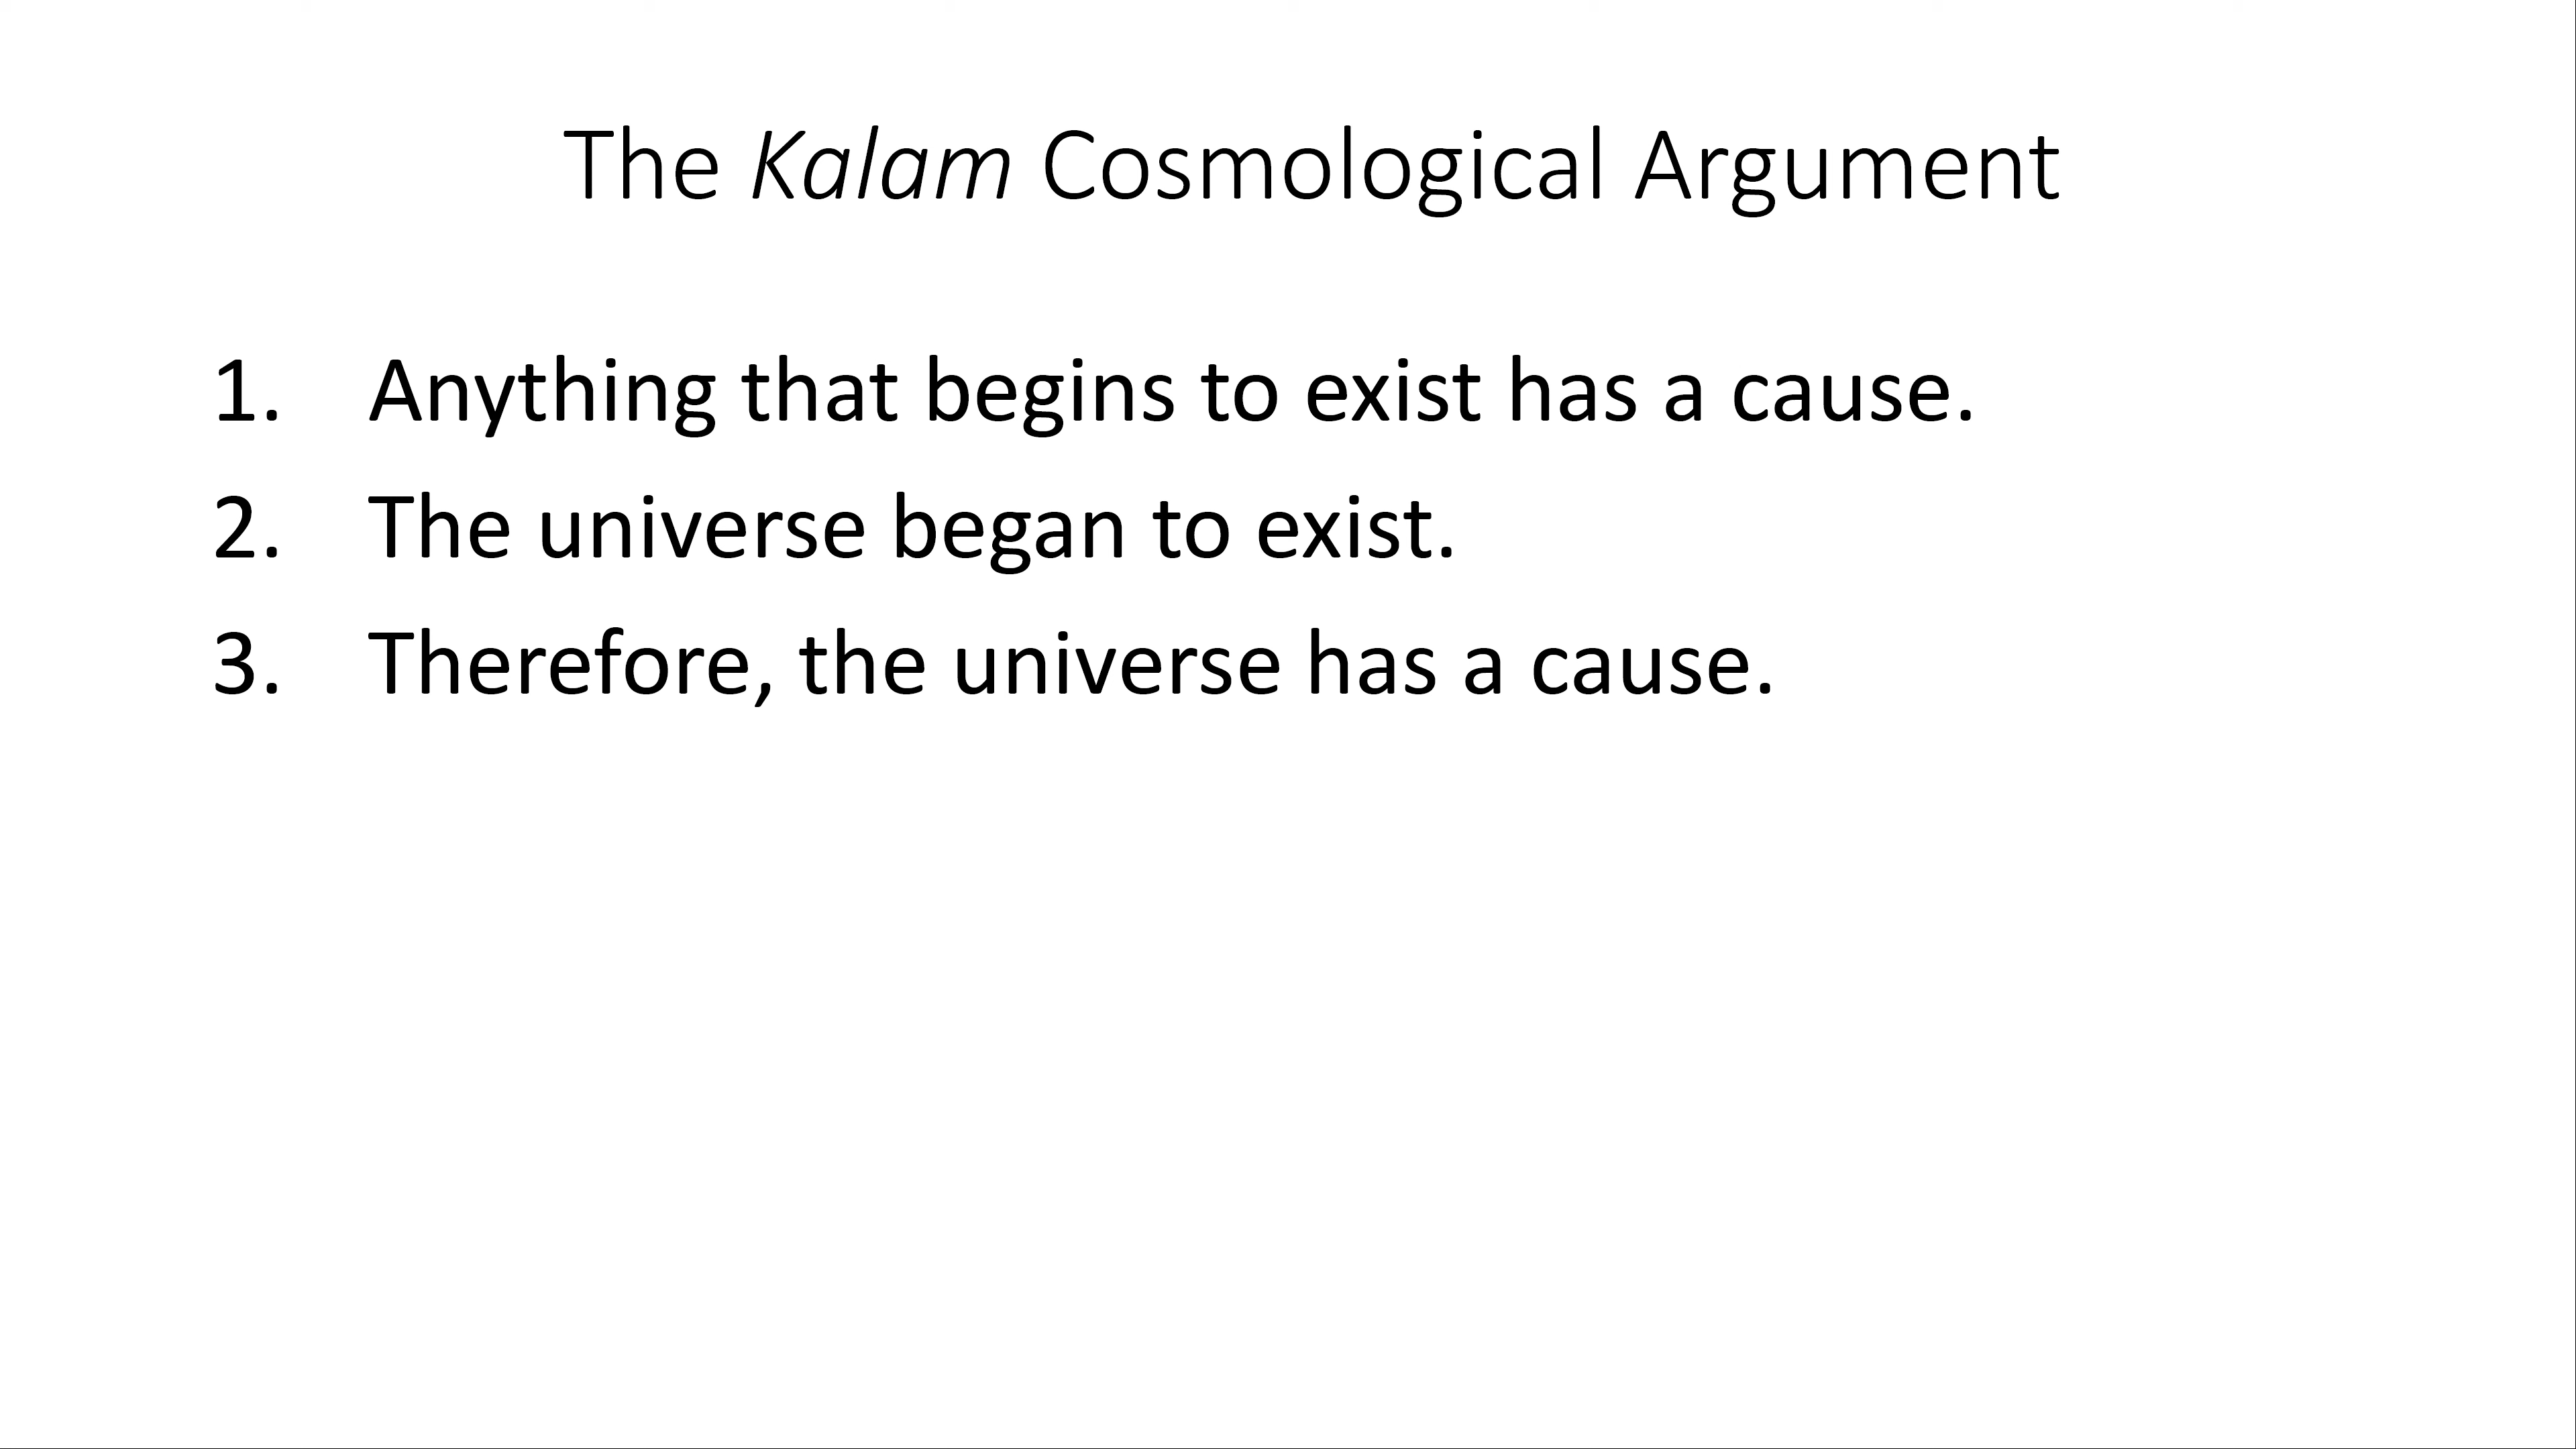 The Kalam Cosmological Argument
1. Anything that begins to exist has a cause.
2. The universe began to exist.
3. Therefore, the universe has a cause.